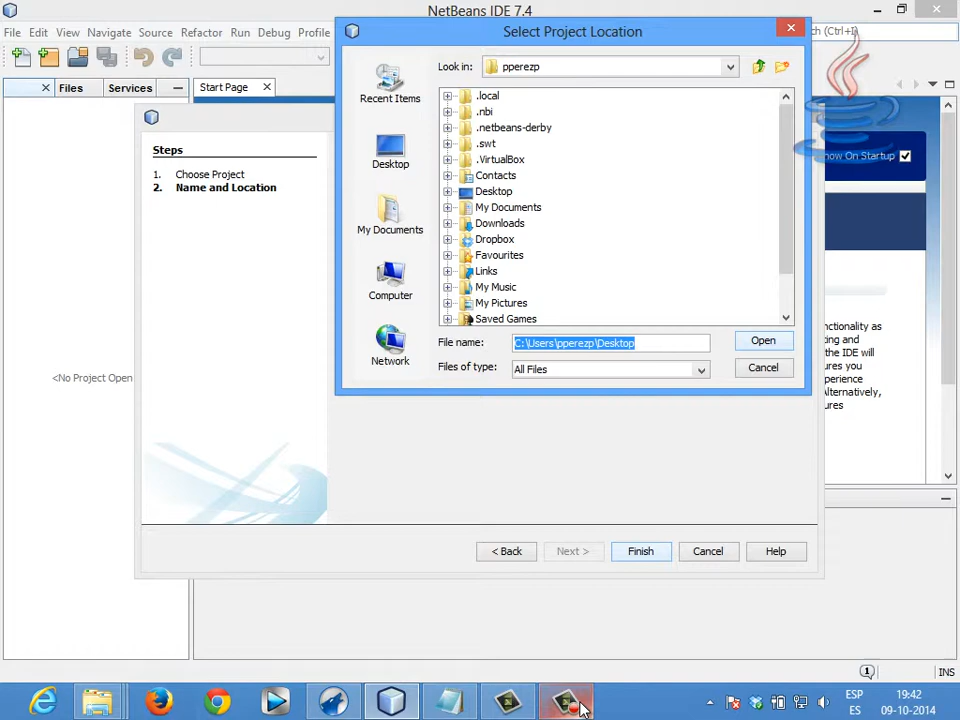 NetBeans IDE 7.4
File Edit View Navigate Source Refactor Run Debug Profile
Ctrl+I)
Select Project Location
Look in: pperezp
Files Services
Start Page
Steps
1. Choose Project
2. Name and Location
Recent Items
Desktop
My Documents
Computer
Network
.local
.nbi
.netbeans-derby
.swt
.VirtualBox
Contacts
Desktop
My Documents
Downloads
Dropbox
Favourites
Links
My Music
My Pictures
Saved Games
File name: C:\Users\pperezp\Desktop
Files of type: All Files
Open
Cancel
how On Startup
<No Project Open
nctionality as
the IDE will
ures you
xperience
Alternatively,
ures
< Back Next > Finish Cancel Help
1 INS
ESP
ES
19:42
09-10-2014